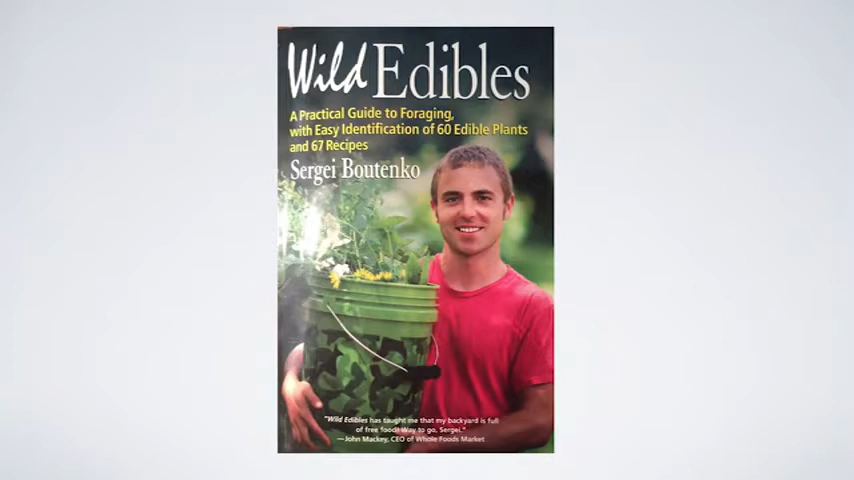 Wild Edibles
A Practical Guide to Foraging,
with Easy Identification of 60 Edible Plants
and 67 Recipes
Sergei Boutenko
"Wild Edibles has taught me that my backyard is full
of free food! Way to go, Sergei."
—John Mackey, CEO of Whole Foods Market